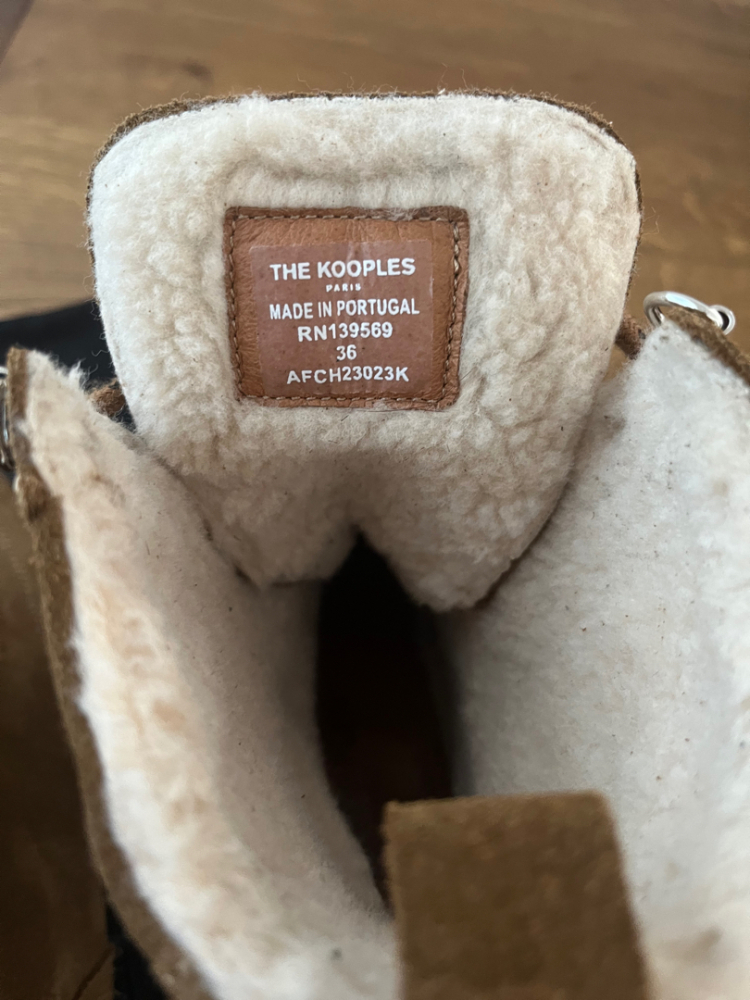 THE KOOPLES
PARIS
MADE IN PORTUGAL
RN139569
36
AFCH23023K